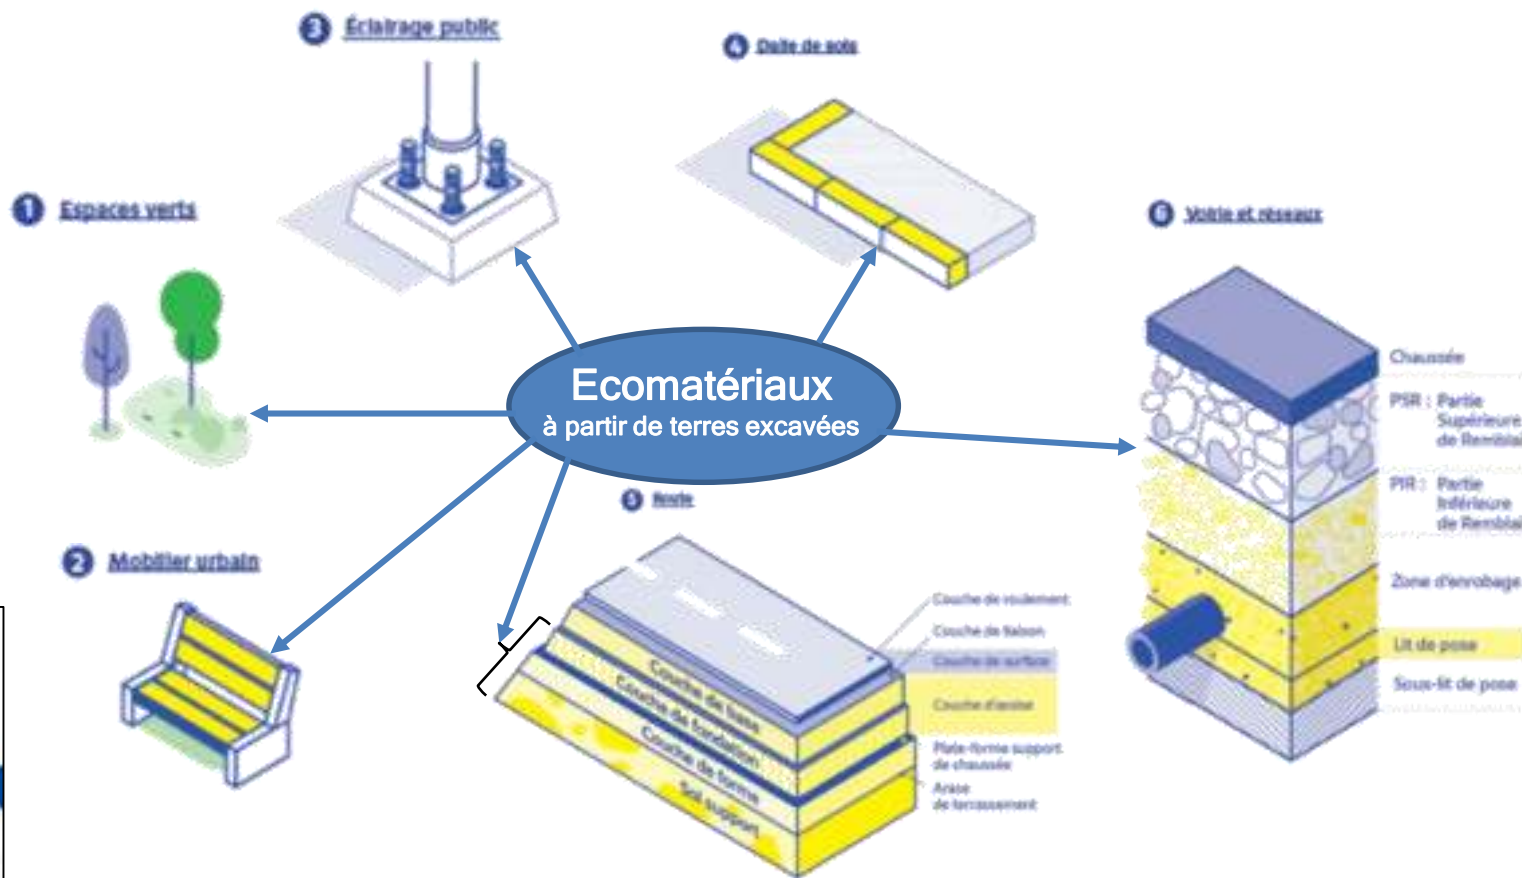 3 Éclairage public
4 Dalle de sols
1 Espaces verts
6 Voirie et réseaux
Ecomatériaux
à partir de terres excavées
Chaussée
PSR : Partie
Supérieure
de Remblai
PIR : Partie
Inférieure
de Remblai
Zone d'enrobage
Lit de pose
Sous-lit de pose
2 Mobilier urbain
5 Route
Couche de roulement
Couche de liaison
Couche de surface
Couche d'assise
Plate-forme support
de chaussée
Arase
de terrassement
Couche de base
Couche de fondation
Couche de forme
Sol support